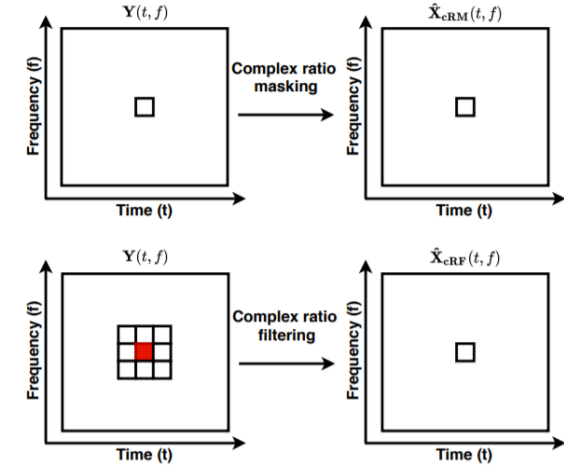 Y(t, f)
X̂cRM(t, f)
Frequency (f)
Complex ratio
masking
Frequency (f)
Time (t)
Time (t)
Y(t, f)
X̂cRF(t, f)
Frequency (f)
Complex ratio
filtering
Frequency (f)
Time (t)
Time (t)